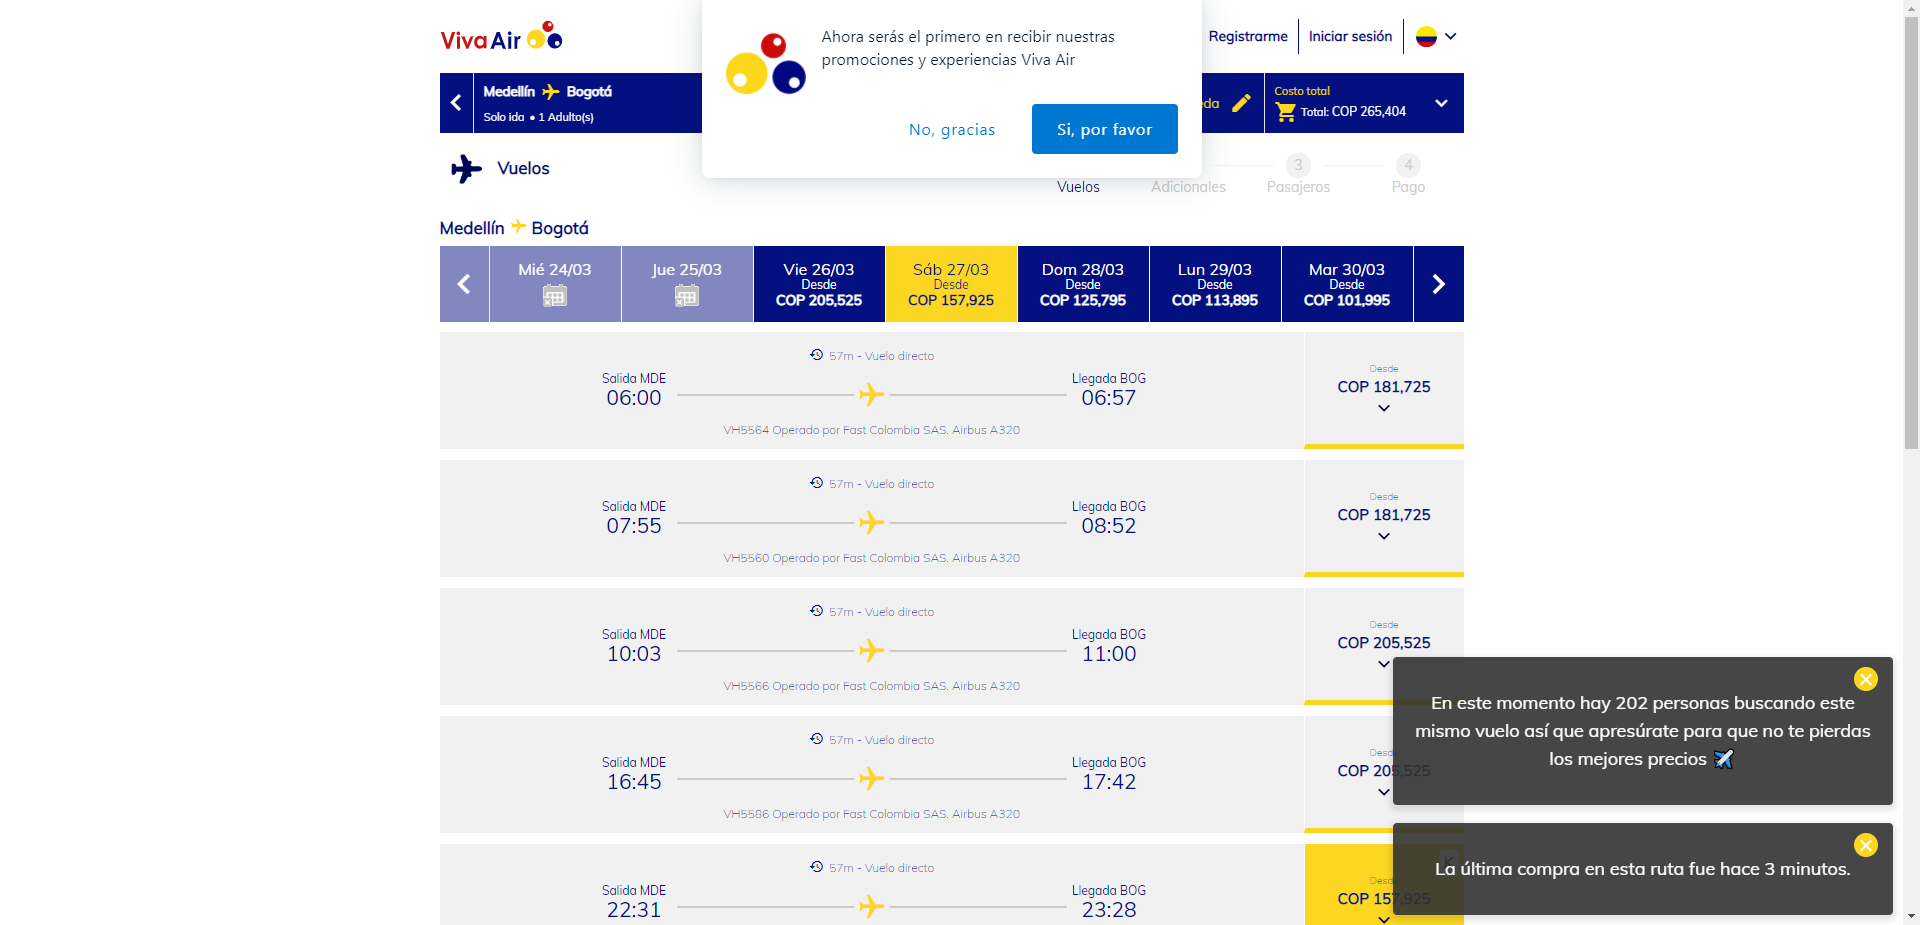 Viva Air
Ahora serás el primero en recibir nuestras
promociones y experiencias Viva Air
No, gracias
Si, por favor
Registrarme
Iniciar sesión
Medellín Bogotá
Solo ida • 1 Adulto(s)
Costo total
Total: COP 265,404
Vuelos
3
4
Vuelos
Adicionales
Pasajeros
Pago
Medellín Bogotá
Mié 24/03
Jue 25/03
Vie 26/03
Desde
COP 205,525
Sáb 27/03
Desde
COP 157,925
Dom 28/03
Desde
COP 125,795
Lun 29/03
Desde
COP 113,895
Mar 30/03
Desde
COP 101,995
57m - Vuelo directo
Salida MDE
06:00
Llegada BOG
06:57
VH5564 Operado por Fast Colombia SAS. Airbus A320
Desde
COP 181,725
57m - Vuelo directo
Salida MDE
07:55
Llegada BOG
08:52
VH5560 Operado por Fast Colombia SAS. Airbus A320
Desde
COP 181,725
57m - Vuelo directo
Salida MDE
10:03
Llegada BOG
11:00
VH5566 Operado por Fast Colombia SAS. Airbus A320
Desde
COP 205,525
57m - Vuelo directo
Salida MDE
16:45
Llegada BOG
17:42
VH5586 Operado por Fast Colombia SAS. Airbus A320
Desde
COP 205,525
57m - Vuelo directo
Salida MDE
22:31
Llegada BOG
23:28
Desde
COP 157,925
En este momento hay 202 personas buscando este
mismo vuelo así que apresúrate para que no te pierdas
los mejores precios
La última compra en esta ruta fue hace 3 minutos.